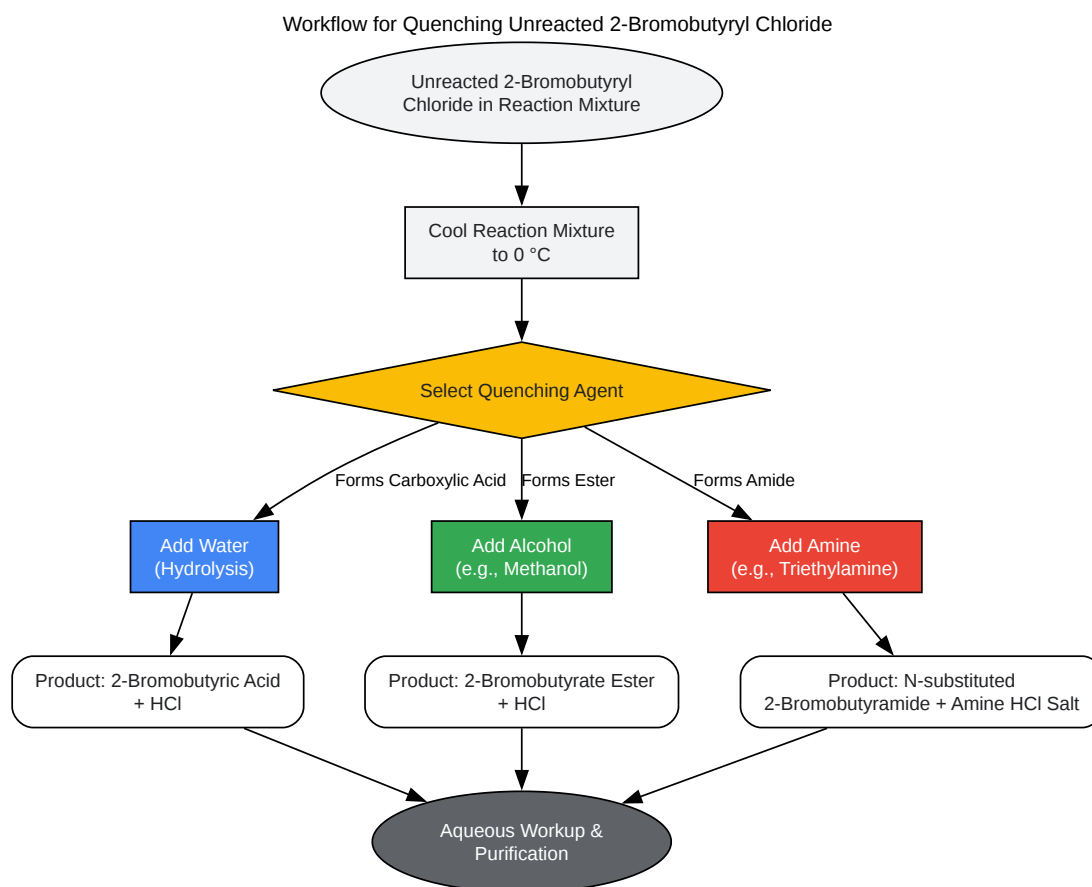 Workflow for Quenching Unreacted 2-Bromobutyryl Chloride
Unreacted 2-Bromobutyryl
Chloride in Reaction Mixture
Cool Reaction Mixture
to 0 °C
Select Quenching Agent
Forms Carboxylic Acid
Forms Ester
Forms Amide
Add Water
(Hydrolysis)
Add Alcohol
(e.g., Methanol)
Add Amine
(e.g., Triethylamine)
Product: 2-Bromobutyric Acid
+ HCl
Product: 2-Bromobutyrate Ester
+ HCl
Product: N-substituted
2-Bromobutyramide + Amine HCl Salt
Aqueous Workup &
Purification